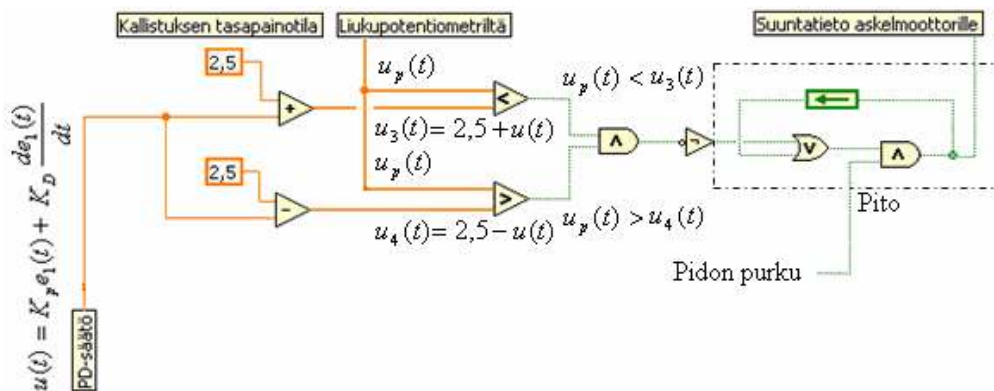 Kallistuksen tasapainotila
Liukupotentiometriltä
Suuntatieto askelmoottorille
2,5
u_p(t)
u_p(t) < u_3(t)
+
<
u_3(t) = 2,5 + u(t)
u_p(t)
∧
¬
∨
∧
2,5
−
>
Pito
u_4(t) = 2,5 − u(t)
u_p(t) > u_4(t)
Pidon purku
u(t) = K_p e_1(t) + K_D de_1(t)/dt
PD-säätö